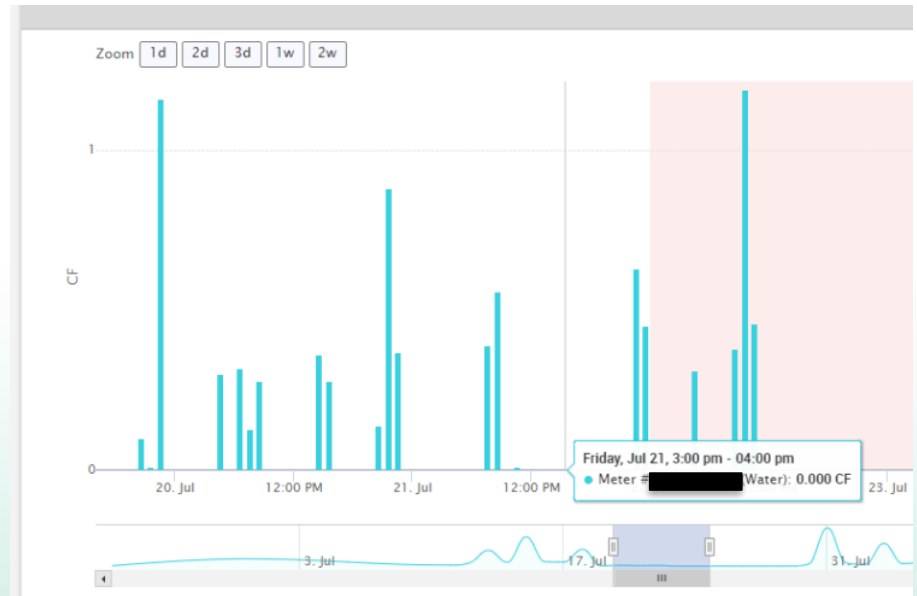 Zoom 1d 2d 3d 1w 2w
1
CF
0
20. Jul 12:00 PM 21. Jul 12:00 PM 23. Jul
Friday, Jul 21, 3:00 pm - 04:00 pm
Meter # (Water): 0.000 CF
3. Jul 17. Jul 31. Jul